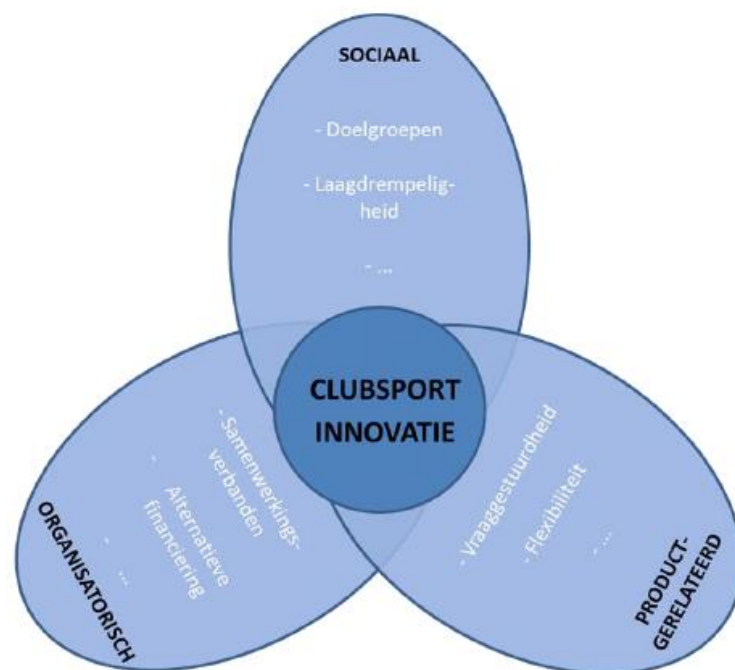 SOCIAAL
- Doelgroepen
- Laagdrempelig-
heid
- ...
CLUBSPORT
INNOVATIE
ORGANISATORISCH
- Samenwerkings-
verbanden
-
Alternatieve
financiering
- ...
- Vraaggestuurdheid
- Flexibiliteit
- ...
PRODUCT-
GERELATEERD